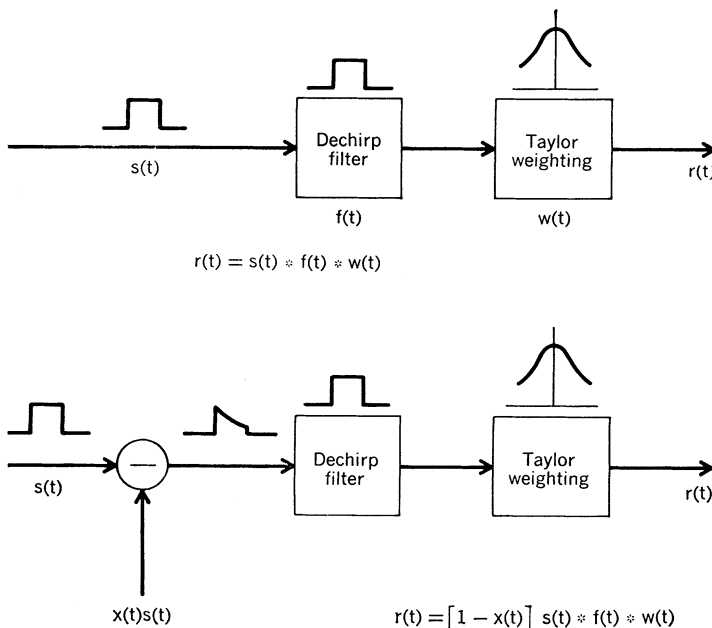 Dechirp
filter
Taylor
weighting
s(t)
r(t)
f(t)
w(t)
r(t) = s(t) * f(t) * w(t)
Dechirp
filter
Taylor
weighting
s(t)
—
r(t)
x(t)s(t)
r(t) = [1 − x(t)] s(t) * f(t) * w(t)